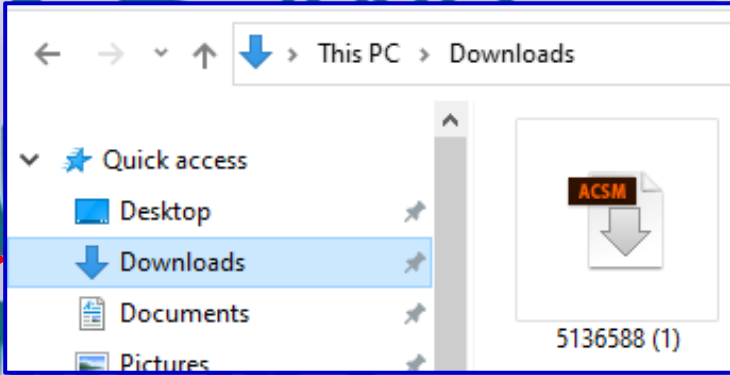 This PC > Downloads
Quick access
Desktop
Downloads
Documents
Pictures
ACSM
5136588 (1)